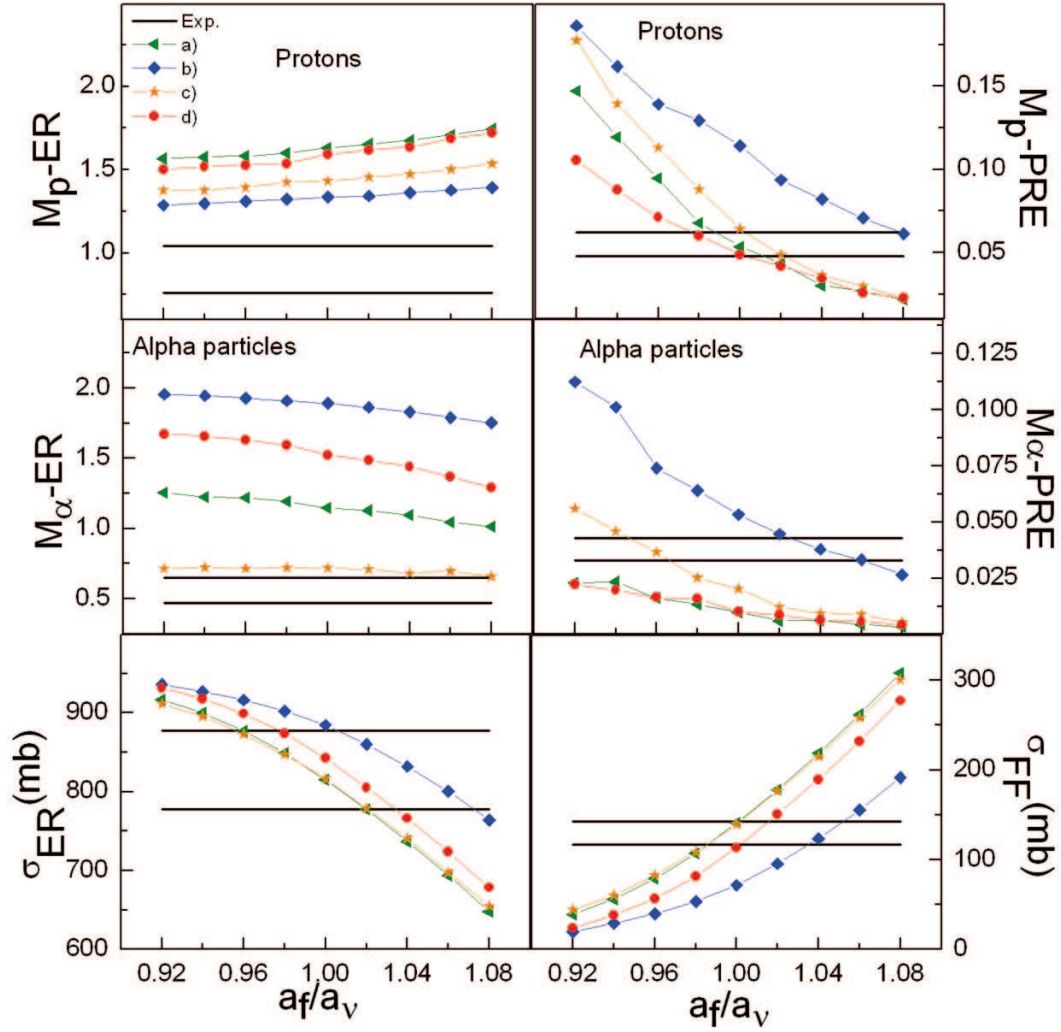 Exp.
a)
b)
c)
d)
Protons
Mp-ER
2.0
1.5
1.0
Protons
Mp-PRE
0.15
0.10
0.05
Alpha particles
Mα-ER
2.0
1.5
1.0
0.5
Alpha particles
Mα-PRE
0.125
0.100
0.075
0.050
0.025
σER(mb)
900
800
700
600
σFF(mb)
300
200
100
0
0.92 0.96 1.00 1.04 1.08
af/aν
0.92 0.96 1.00 1.04 1.08
af/aν